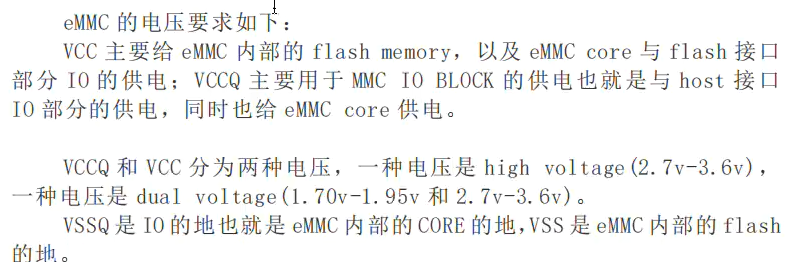 eMMC 的电压要求如下：
VCC 主要给 eMMC 内部的 flash memory，以及 eMMC core 与 flash 接口
部分 IO 的供电；VCCQ 主要用于 MMC IO BLOCK 的供电也就是与 host 接口
IO 部分的供电，同时也给 eMMC core 供电。
VCCQ 和 VCC 分为两种电压，一种电压是 high voltage(2.7v-3.6v)，
一种电压是 dual voltage(1.70v-1.95v 和 2.7v-3.6v)。
VSSQ 是 IO 的地也就是 eMMC 内部的 CORE 的地，VSS 是 eMMC 内部的 flash
的地。